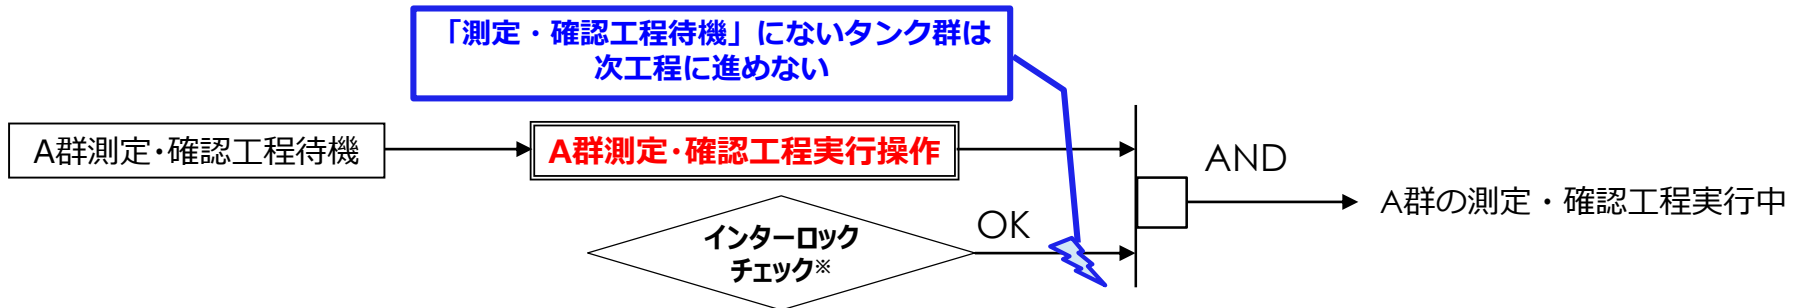 「測定・確認工程待機」にないタンク群は
次工程に進めない
A群測定・確認工程待機
A群測定・確認工程実行操作
AND
A群の測定・確認工程実行中
OK
インターロック
チェック※